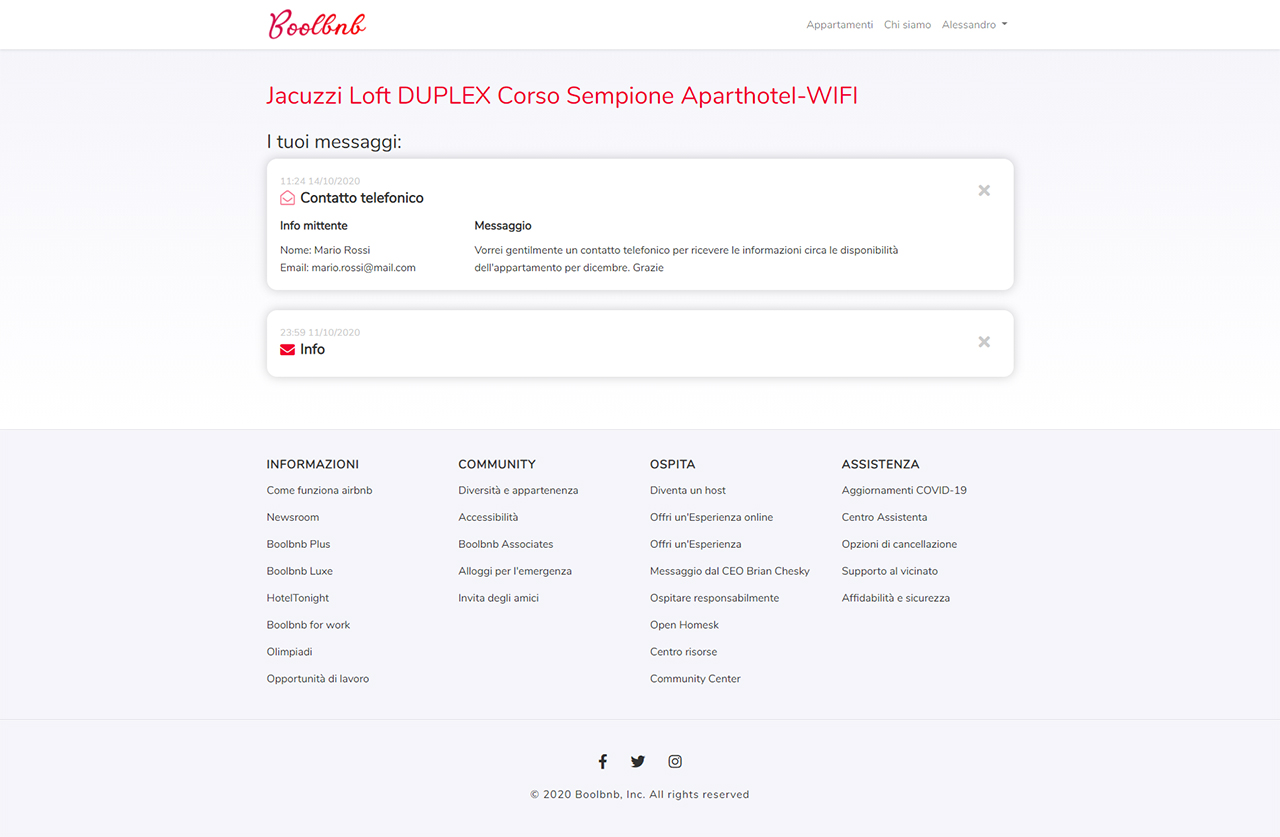 Boolbnb
Appartamenti Chi siamo Alessandro
Jacuzzi Loft DUPLEX Corso Sempione Aparthotel-WIFI
I tuoi messaggi:
11:24 14/10/2020
Contatto telefonico
Info mittente
Nome: Mario Rossi
Email: mario.rossi@mail.com
Messaggio
Vorrei gentilmente un contatto telefonico per ricevere le informazioni circa le disponibilità
dell'appartamento per dicembre. Grazie
23:59 11/10/2020
Info
INFORMAZIONI
Come funziona airbnb
Newsroom
Boolbnb Plus
Boolbnb Luxe
HotelTonight
Boolbnb for work
Olimpiadi
Opportunità di lavoro
COMMUNITY
Diversità e appartenenza
Accessibilità
Boolbnb Associates
Alloggi per l'emergenza
Invita degli amici
OSPITA
Diventa un host
Offri un'Esperienza online
Offri un'Esperienza
Messaggio dal CEO Brian Chesky
Ospitare responsabilmente
Open Homesk
Centro risorse
Community Center
ASSISTENZA
Aggiornamenti COVID-19
Centro Assistenta
Opzioni di cancellazione
Supporto al vicinato
Affidabilità e sicurezza
© 2020 Boolbnb, Inc. All rights reserved